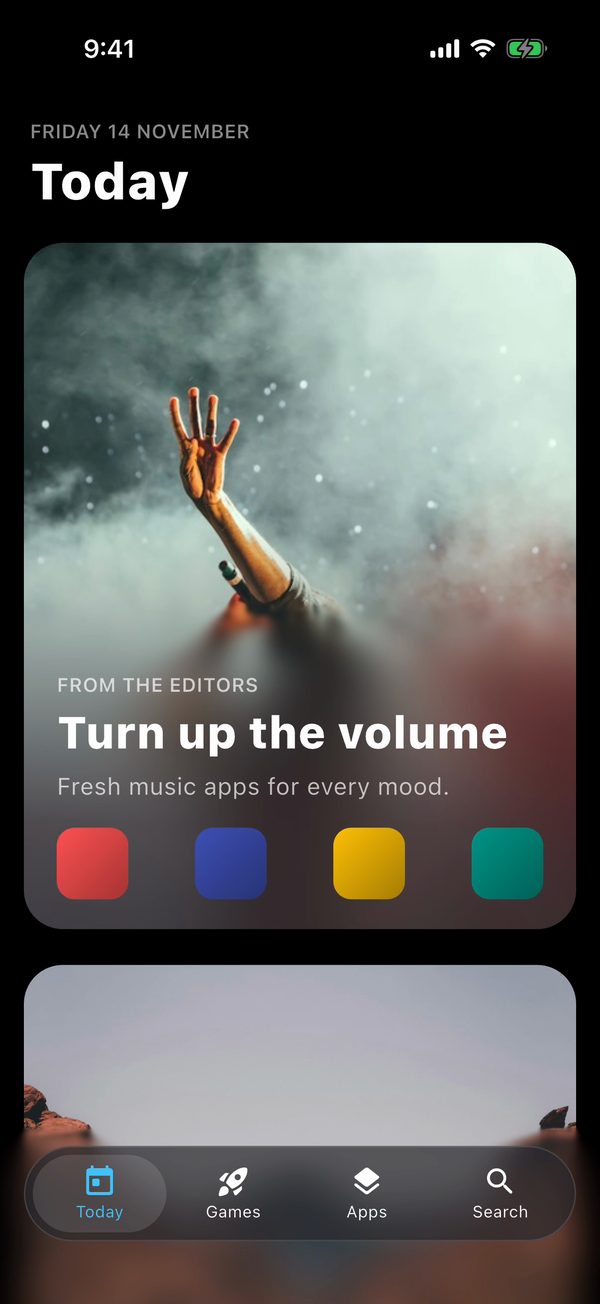 9:41
FRIDAY 14 NOVEMBER
Today
FROM THE EDITORS
Turn up the volume
Fresh music apps for every mood.
Today
Games
Apps
Search